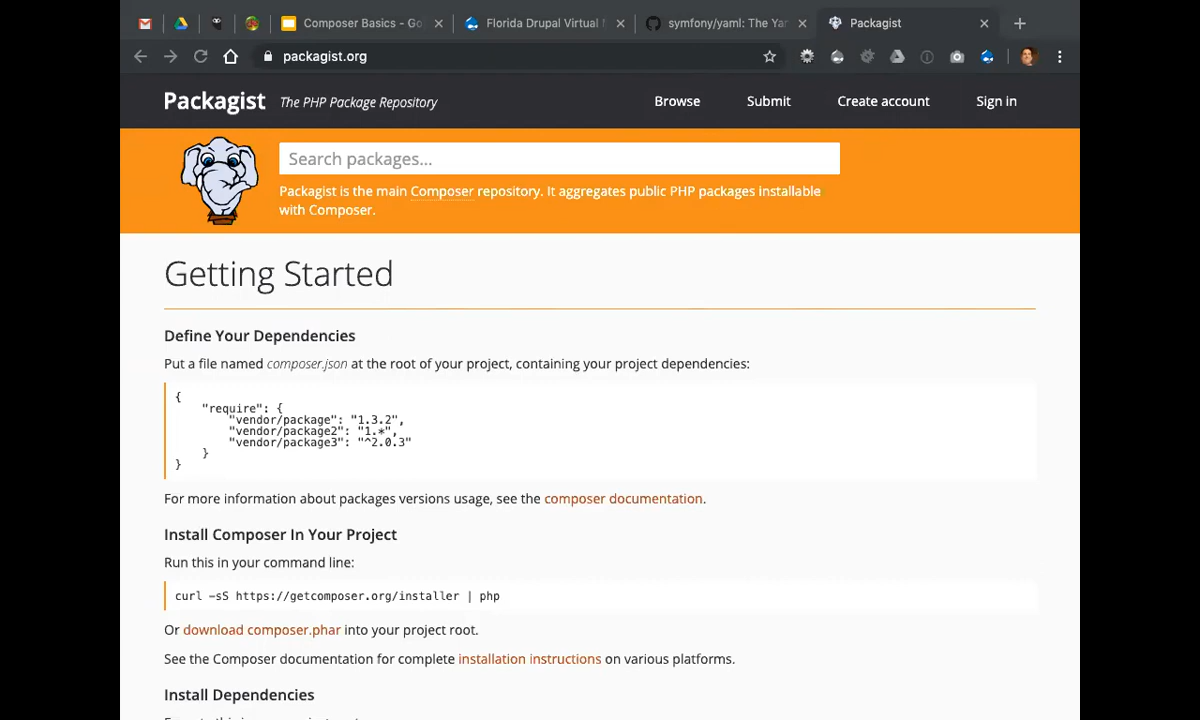 Composer Basics - Go
Florida Drupal Virtual
symfony/yaml: The Ya
Packagist
packagist.org
Packagist
The PHP Package Repository
Browse
Submit
Create account
Sign in
Search packages...
Packagist is the main Composer repository. It aggregates public PHP packages installable
with Composer.
Getting Started
Define Your Dependencies
Put a file named composer.json at the root of your project, containing your project dependencies:
{
"require": {
"vendor/package": "1.3.2",
"vendor/package2": "1.*",
"vendor/package3": "^2.0.3"
}
}
For more information about packages versions usage, see the composer documentation.
Install Composer In Your Project
Run this in your command line:
curl -sS https://getcomposer.org/installer | php
Or download composer.phar into your project root.
See the Composer documentation for complete installation instructions on various platforms.
Install Dependencies